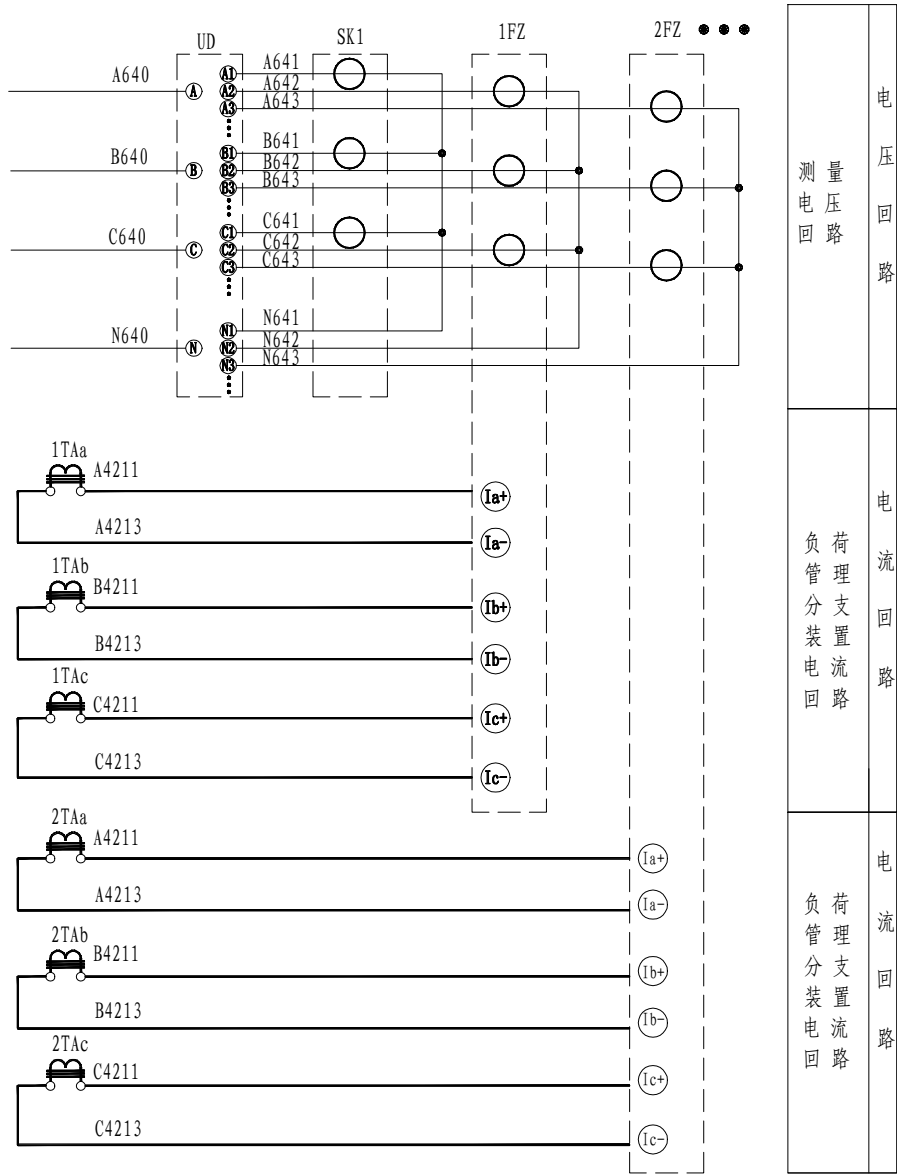 UD
SK1
1FZ
2FZ
A640
A
A1
A2
A3
A641
A642
A643
B640
B
B1
B2
B3
B641
B642
B643
C640
C
C1
C2
C3
C641
C642
C643
N640
N
N1
N2
N3
N641
N642
N643
测量
电压
回路
电压回路
1TAa
A4211
A4213
Ia+
Ia-
1TAb
B4211
B4213
Ib+
Ib-
1TAc
C4211
C4213
Ic+
Ic-
负荷
管理
分支
装置
电流
回路
电流回路
2TAa
A4211
A4213
Ia+
Ia-
2TAb
B4211
B4213
Ib+
Ib-
2TAc
C4211
C4213
Ic+
Ic-
负荷
管理
分支
装置
电流
回路
电流回路